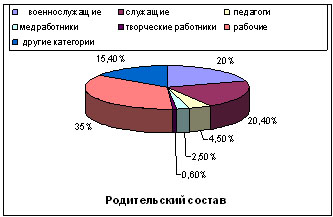 военнослужащие служащие педагоги
медработники творческие работники рабочие
другие категории
15,40% 20%
35% 20,40%
4,50%
2,50%
0,60%
Родительский состав